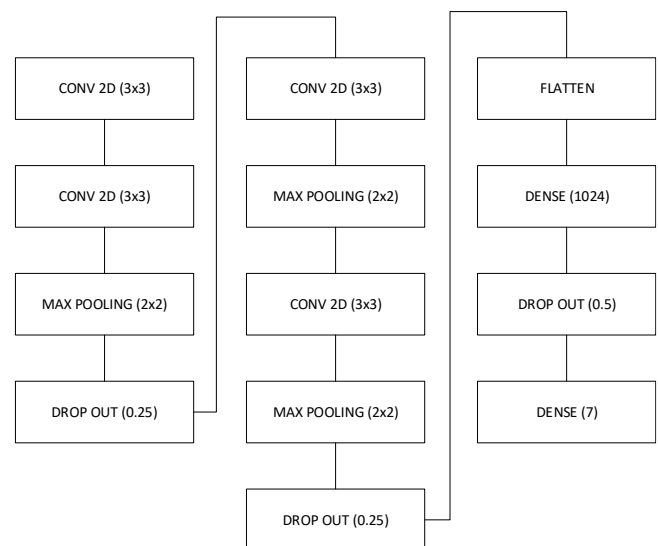 CONV 2D (3x3)
CONV 2D (3x3)
MAX POOLING (2x2)
DROP OUT (0.25)
CONV 2D (3x3)
MAX POOLING (2x2)
CONV 2D (3x3)
MAX POOLING (2x2)
DROP OUT (0.25)
FLATTEN
DENSE (1024)
DROP OUT (0.5)
DENSE (7)